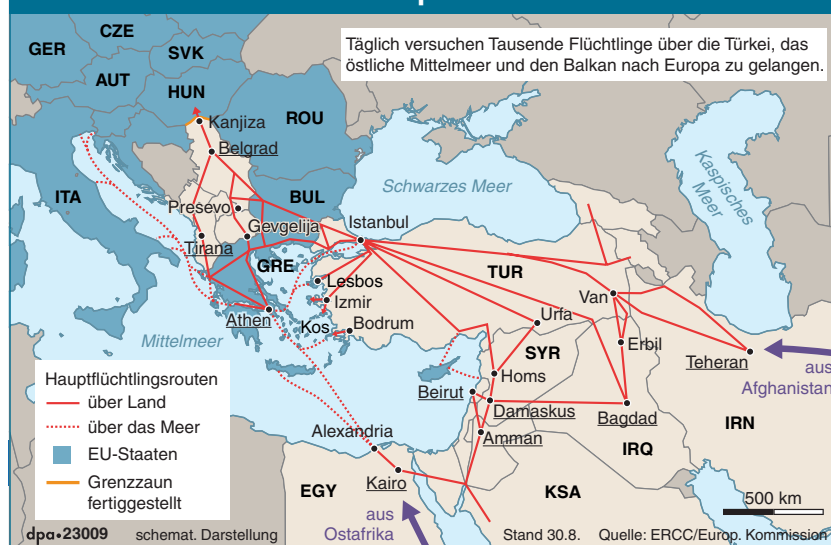 Täglich versuchen Tausende Flüchtlinge über die Türkei, das
östliche Mittelmeer und den Balkan nach Europa zu gelangen.
CZE
GER
SVK
AUT
HUN
ROU
Kanjiza
Belgrad
ITA
BUL
Schwarzes Meer
Kaspisches
Meer
Presevo
Gevgelija
Istanbul
Tirana
GRE
TUR
Lesbos
Izmir
Van
Athen
Kos
Bodrum
Urfa
Erbil
Mittelmeer
SYR
Teheran
aus
Afghanistan
Homs
Beirut
Damaskus
Bagdad
IRN
Amman
IRQ
Alexandria
Kairo
EGY
KSA
aus
Ostafrika
500 km
Hauptflüchtlingsrouten
über Land
über das Meer
EU-Staaten
Grenzzaun
fertiggestellt
dpa•23009 schemat. Darstellung Stand 30.8. Quelle: ERCC/Europ. Kommission